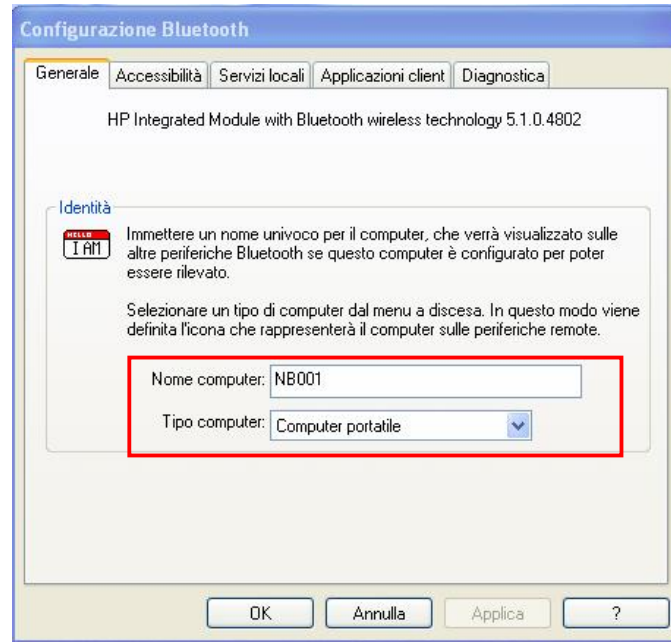 Configurazione Bluetooth
Generale Accessibilità Servizi locali Applicazioni client Diagnostica
HP Integrated Module with Bluetooth wireless technology 5.1.0.4802
Identità
HELLO
I AM
Immettere un nome univoco per il computer, che verrà visualizzato sulle
altre periferiche Bluetooth se questo computer è configurato per poter
essere rilevato.
Selezionare un tipo di computer dal menu a discesa. In questo modo viene
definita l'icona che rappresenterà il computer sulle periferiche remote.
Nome computer: NB001
Tipo computer: Computer portatile
OK Annulla Applica ?